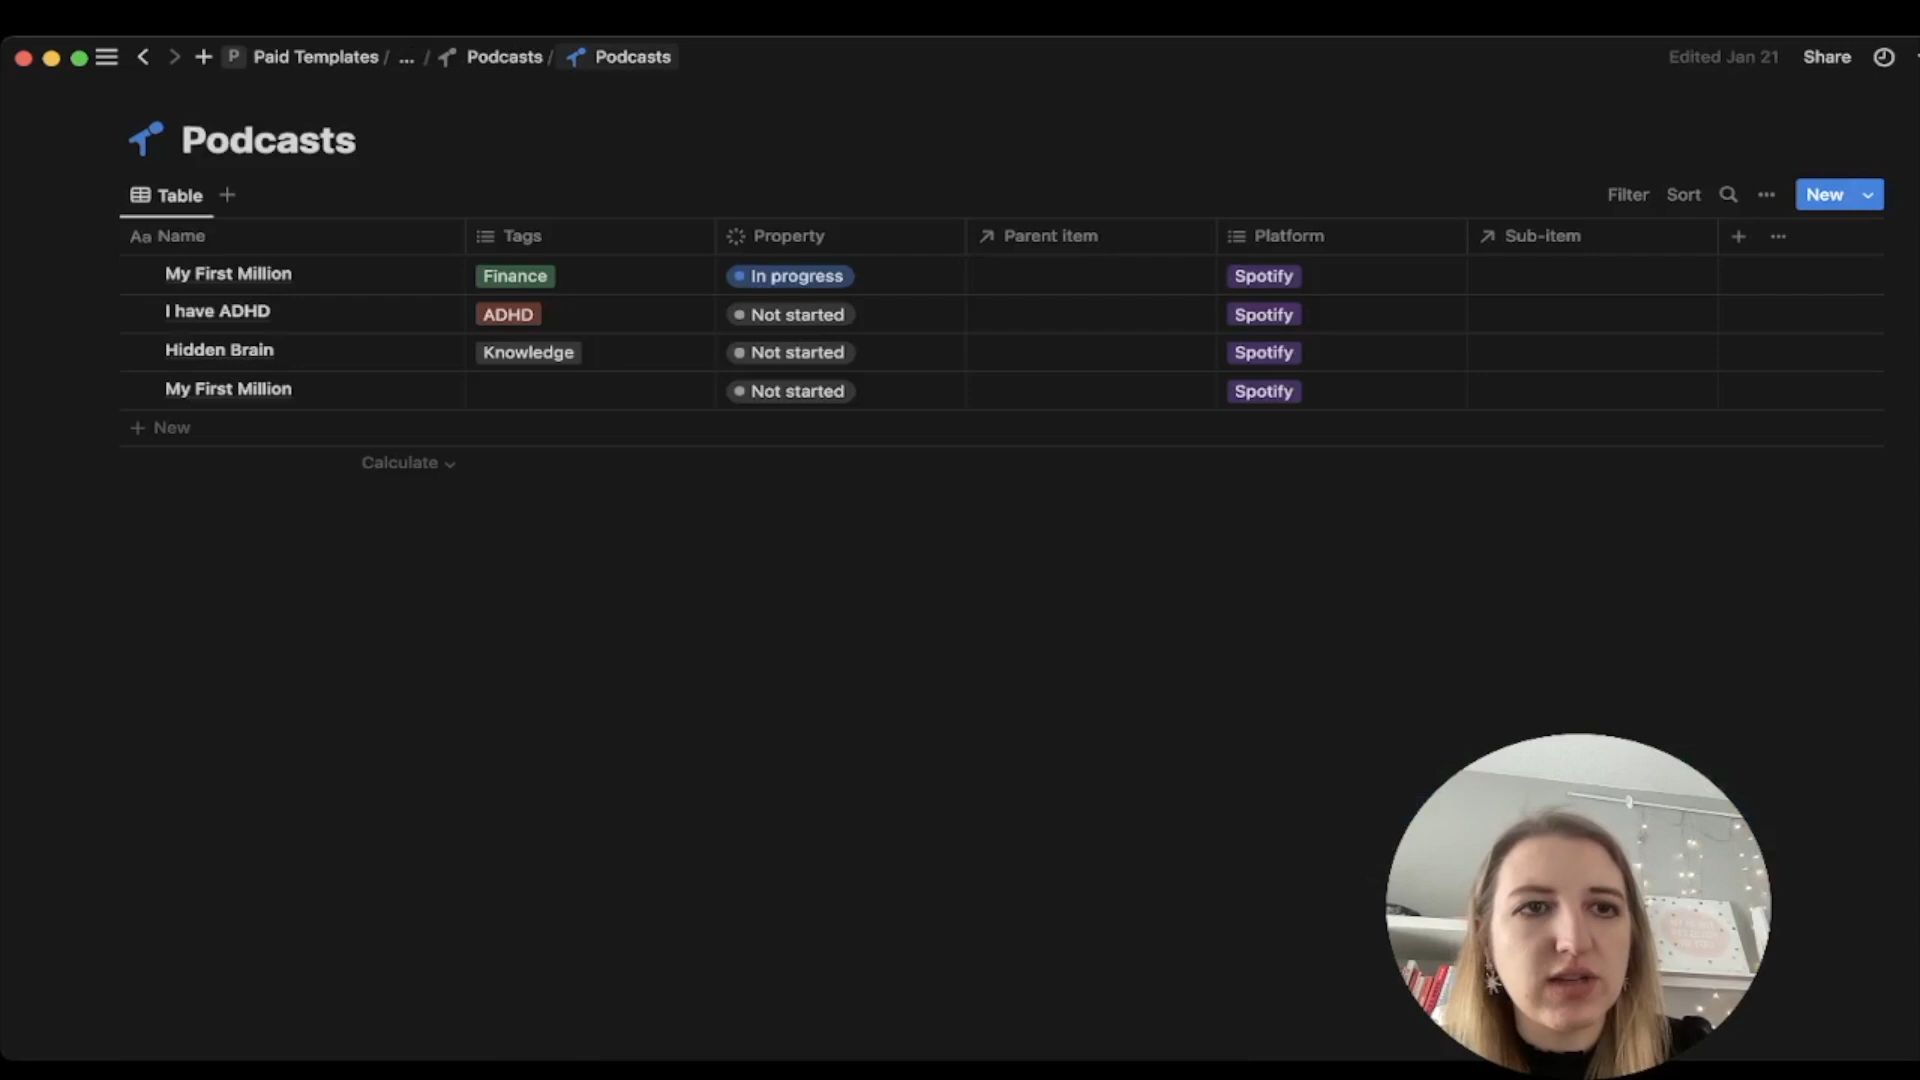 P Paid Templates / ... / Podcasts / Podcasts
Edited Jan 21 Share
Podcasts
Table
Filter Sort New
Aa Name Tags Property Parent item Platform Sub-item
My First Million Finance In progress Spotify
I have ADHD ADHD Not started Spotify
Hidden Brain Knowledge Not started Spotify
My First Million Not started Spotify
+ New
Calculate